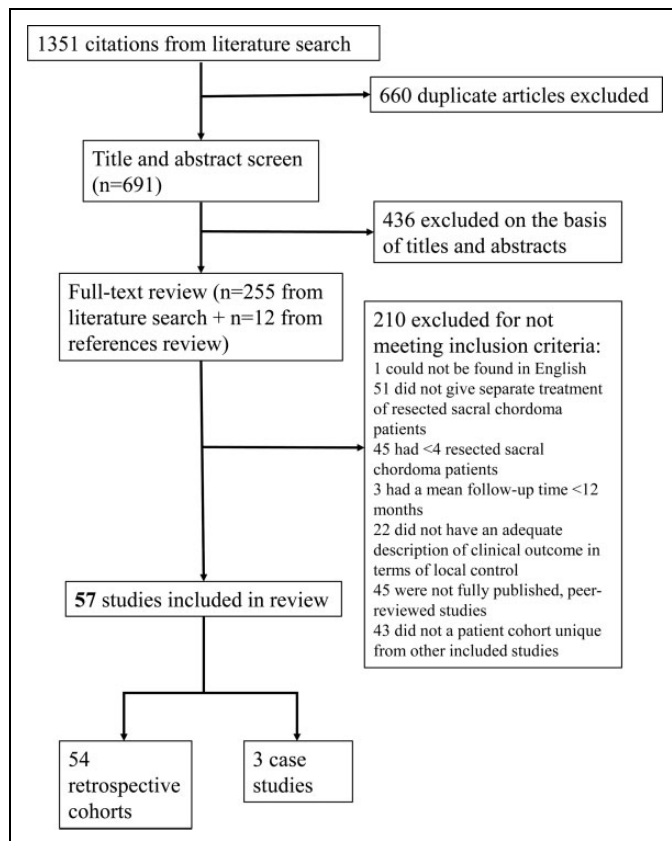 1351 citations from literature search
660 duplicate articles excluded
Title and abstract screen
(n=691)
436 excluded on the basis
of titles and abstracts
Full-text review (n=255 from
literature search + n=12 from
references review)
210 excluded for not
meeting inclusion criteria:
1 could not be found in English
51 did not give separate treatment
of resected sacral chordoma
patients
45 had <4 resected sacral
chordoma patients
3 had a mean follow-up time <12
months
22 did not have an adequate
description of clinical outcome in
terms of local control
45 were not fully published, peer-
reviewed studies
43 did not a patient cohort unique
from other included studies
57 studies included in review
54
retrospective
cohorts
3 case
studies